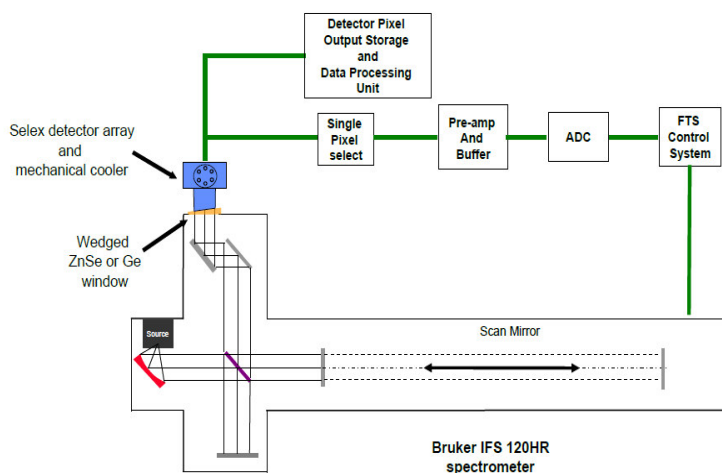 Detector Pixel
Output Storage
and
Data Processing
Unit
Selex detector array
and
mechanical cooler
Single
Pixel
select
Pre-amp
And
Buffer
ADC
FTS
Control
System
Wedged
ZnSe or Ge
window
Source
Scan Mirror
Bruker IFS 120HR
spectrometer